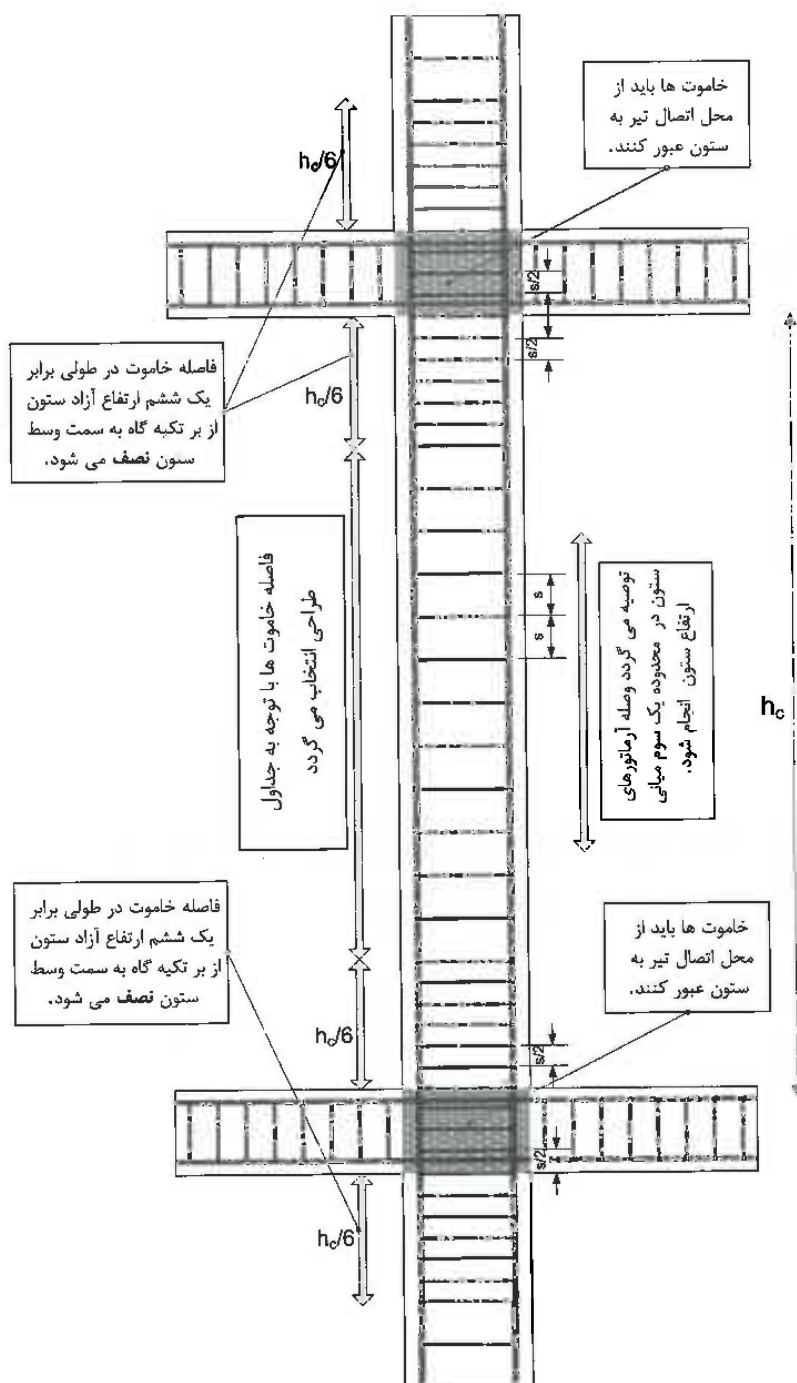 خاموت ها باید از
محل اتصال تیر به
ستون عبور کنند.
h꜀/6
s/2
s/2
فاصله خاموت در طولی برابر
یک ششم ارتفاع آزاد ستون
از بر تکیه گاه به سمت وسط
ستون نصف می شود.
h꜀/6
فاصله خاموت ها با توجه به جداول
طراحی انتخاب می گردد
s
s
توصیه می گردد وصله آرماتورهای
ستون در محدوده یک سوم میانی
ارتفاع ستون انجام شود.
h꜀
فاصله خاموت در طولی برابر
یک ششم ارتفاع آزاد ستون
از بر تکیه گاه به سمت وسط
ستون نصف می شود.
خاموت ها باید از
محل اتصال تیر به
ستون عبور کنند.
h꜀/6
s/2
s/2
h꜀/6